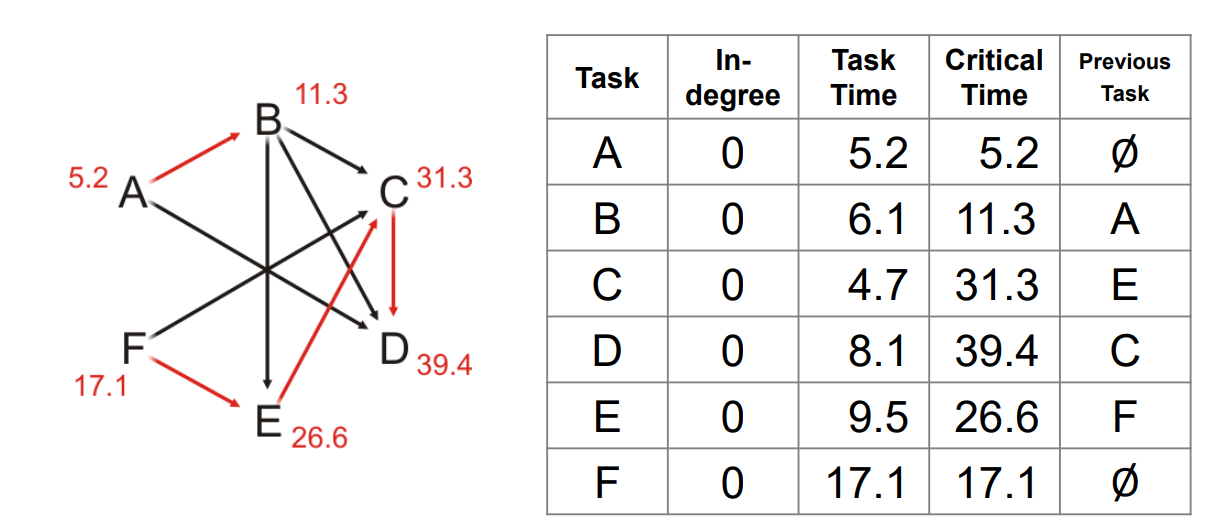 11.3
B
5.2 A
C 31.3
F
17.1
D 39.4
E 26.6
Task In-degree Task Time Critical Time Previous Task
A 0 5.2 5.2 Ø
B 0 6.1 11.3 A
C 0 4.7 31.3 E
D 0 8.1 39.4 C
E 0 9.5 26.6 F
F 0 17.1 17.1 Ø